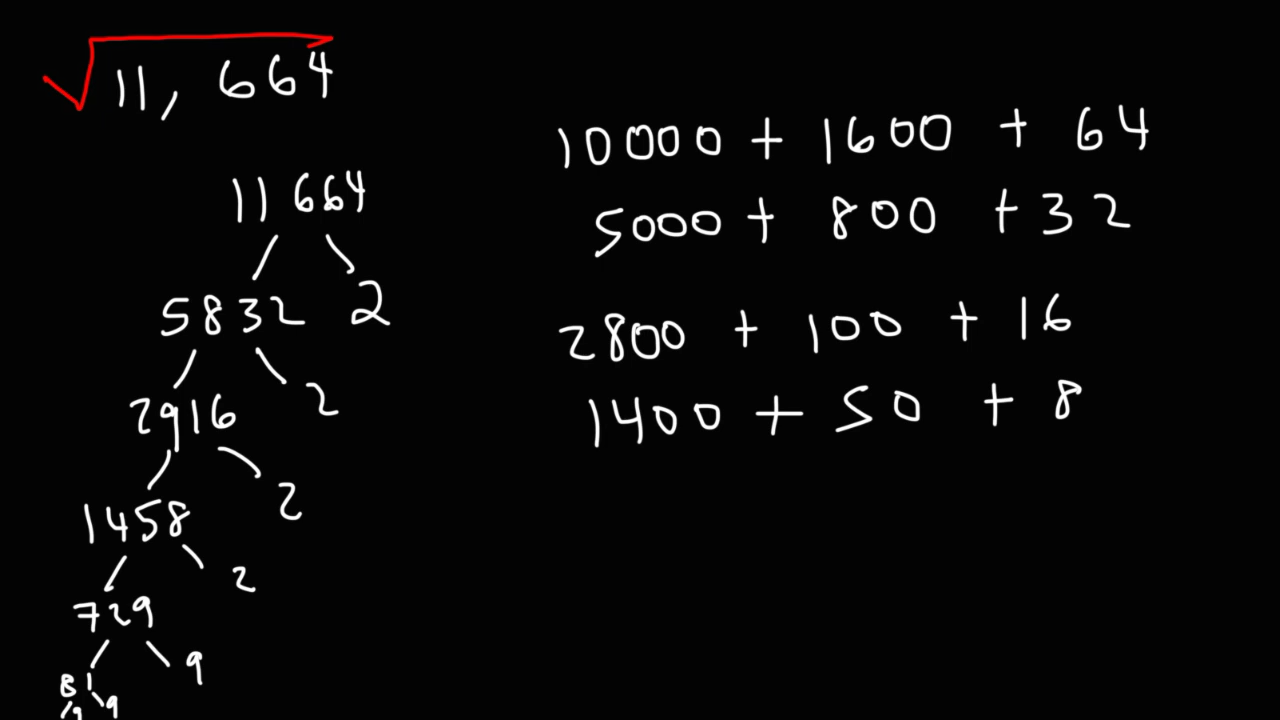 √11,664
11664
5832 2
2916 2
1458 2
729 2
81 9
9 9
10000 + 1600 + 64
5000 + 800 + 32
2800 + 100 + 16
1400 + 50 + 8